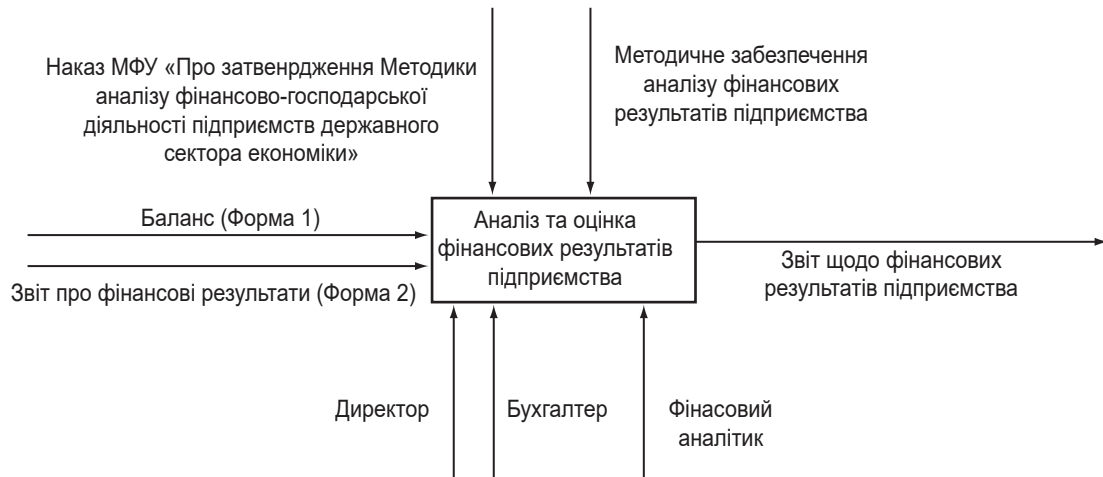 Наказ МФУ «Про затвенрдження Методики
аналізу фінансово-господарської
діяльності підприємств державного
сектора економіки»
Методичне забезпечення
аналізу фінансових
результатів підприємства
Баланс (Форма 1)
Звіт про фінансові результати (Форма 2)
Аналіз та оцінка
фінансових результатів
підприємства
Звіт щодо фінансових
результатів підприємства
Директор
Бухгалтер
Фінасовий
аналітик